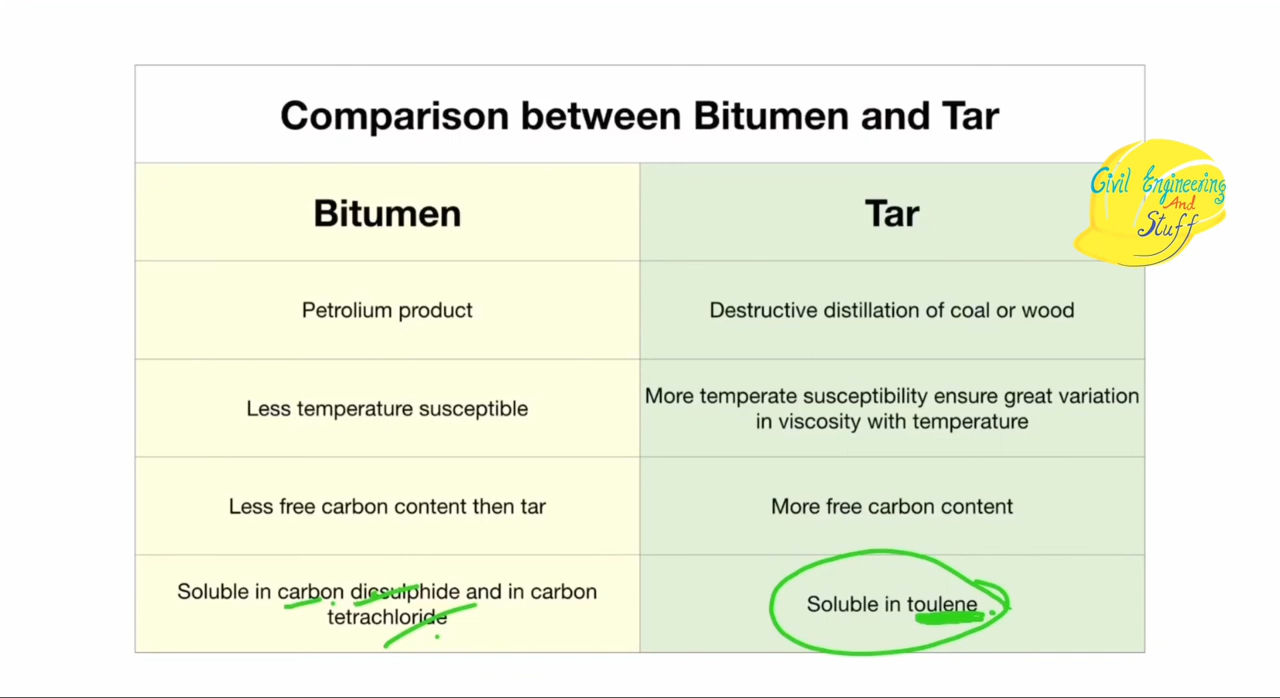 Comparison between Bitumen and Tar
Civil Engineering
And
Stuff
Bitumen
Tar
Petrolium product
Destructive distillation of coal or wood
Less temperature susceptible
More temperate susceptibility ensure great variation
in viscosity with temperature
Less free carbon content then tar
More free carbon content
Soluble in carbon dicsulphide and in carbon
tetrachloride
Soluble in toulene